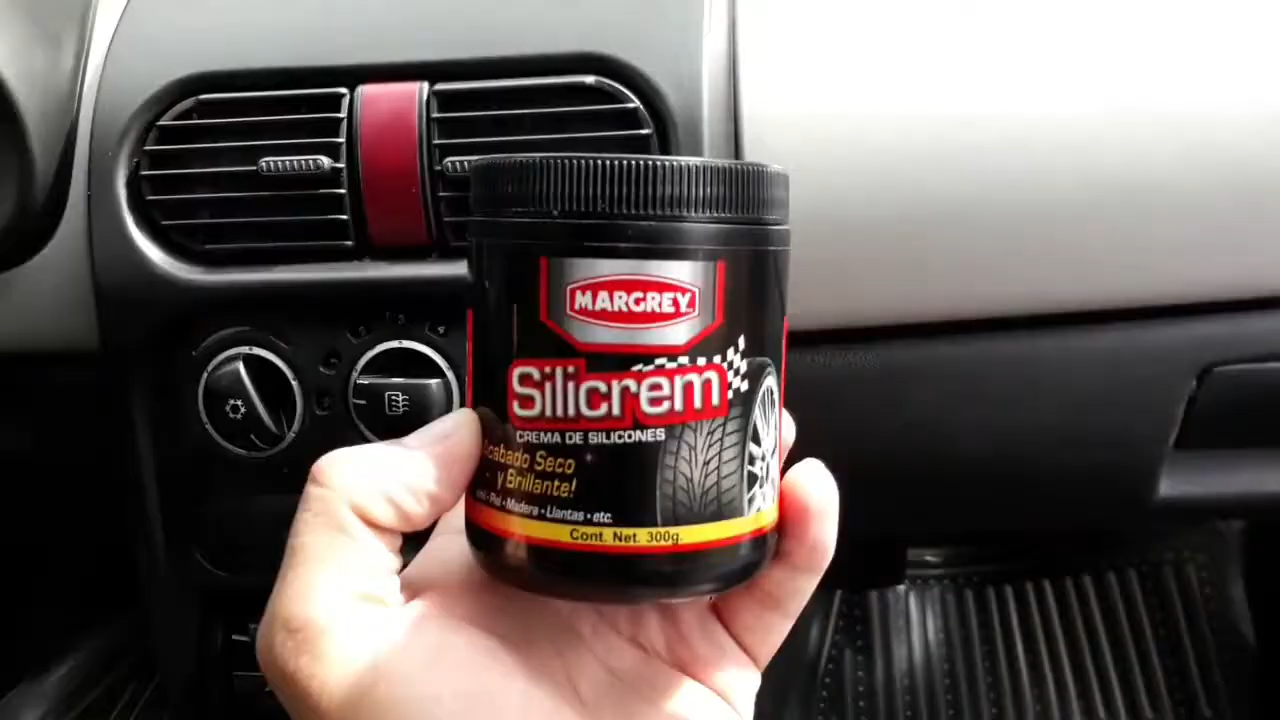 MARGREY
Silicrem
CREMA DE SILICONES
Acabado Seco
y Brillante!
Piel • Madera • Llantas • etc.
Cont. Net. 300g.